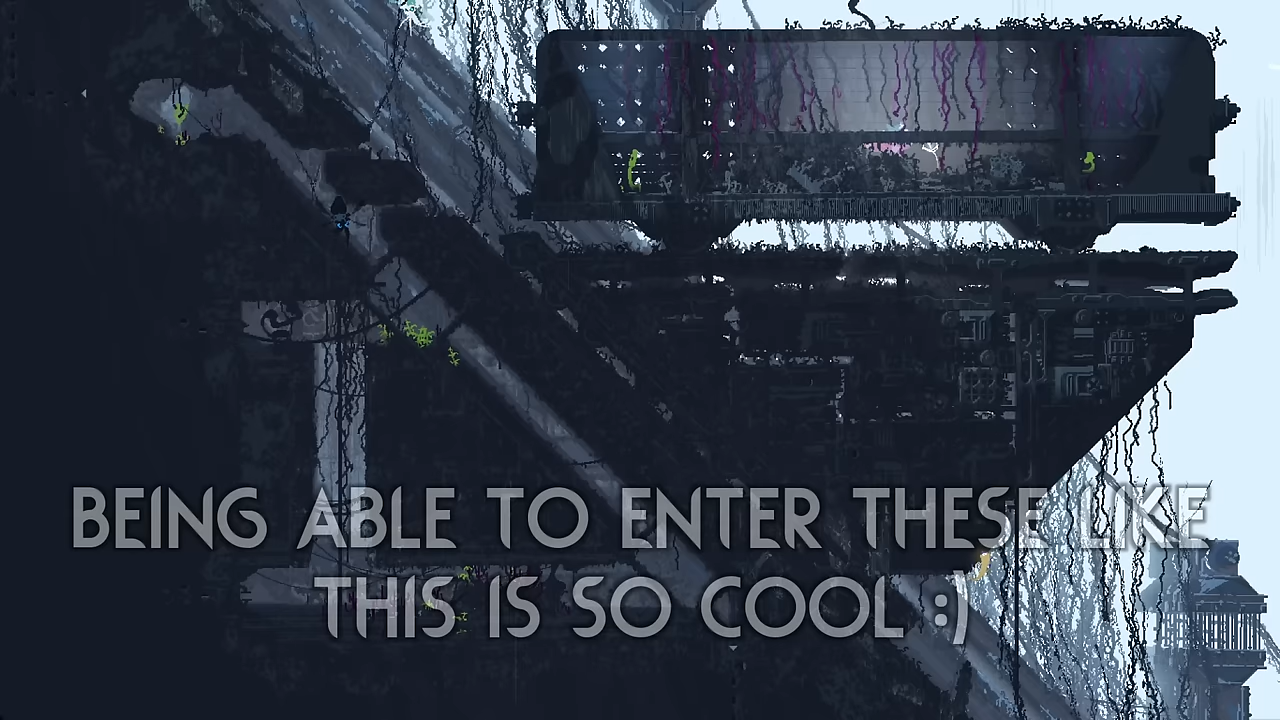 BEING ABLE TO ENTER THESE LIKE
THIS IS SO COOL :)